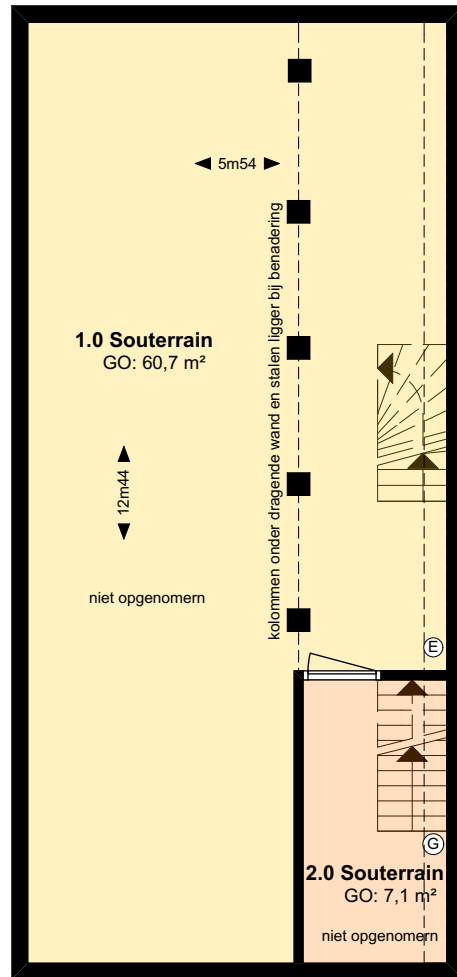 5m54
kolommen onder dragende wand en stalen ligger bij benadering
1.0 Souterrain
GO: 60,7 m²
12m44
niet opgenomern
E
G
2.0 Souterrain
GO: 7,1 m²
niet opgenomern